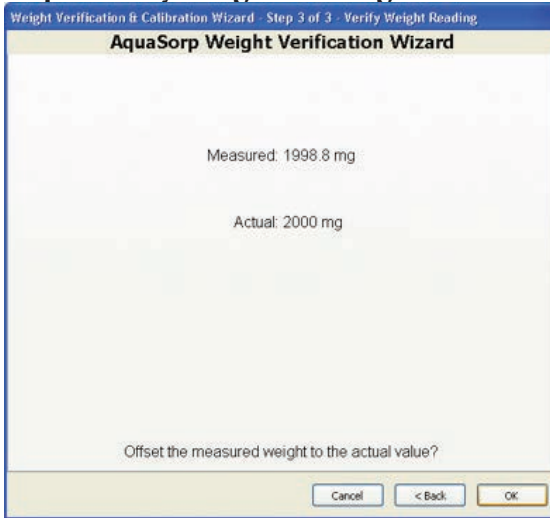 Weight Verification & Calibration Wizard - Step 3 of 3 - Verify Weight Reading
AquaSorp Weight Verification Wizard
Measured: 1998.8 mg
Actual: 2000 mg
Offset the measured weight to the actual value?
Cancel
< Back
OK